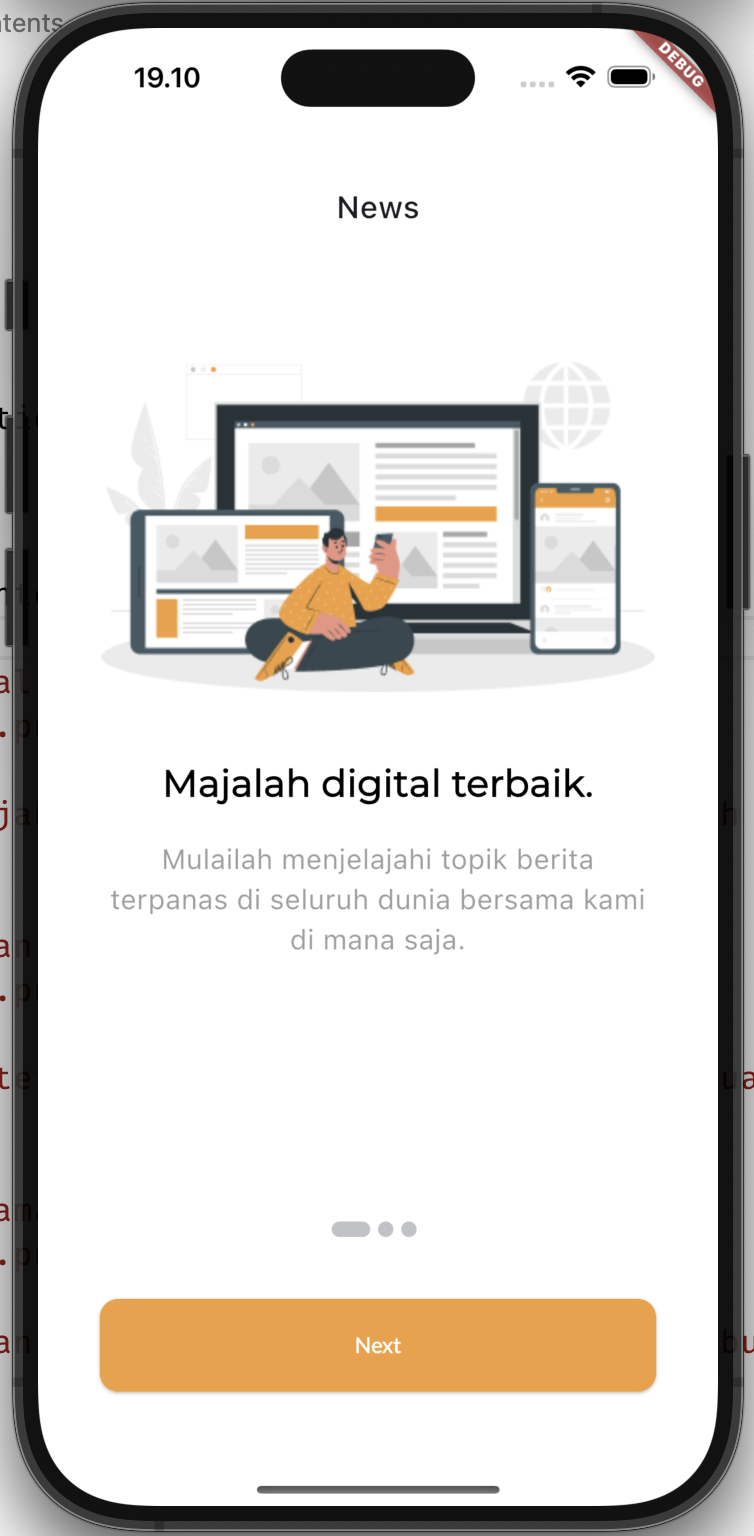 19.10
DEBUG
News
Majalah digital terbaik.
Mulailah menjelajahi topik berita
terpanas di seluruh dunia bersama kami
di mana saja.
Next